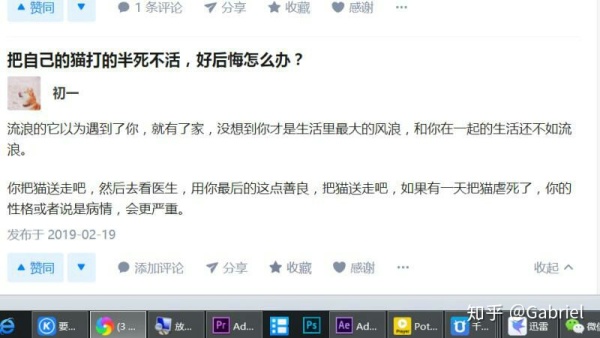 赞同 1 条评论 分享 收藏 感谢 ···
把自己的猫打的半死不活，好后悔怎么办？
初一
流浪的它以为遇到了你，就有了家，没想到你才是生活里最大的风浪，和你在一起的生活还不如流
浪。
你把猫送走吧，然后去看医生，用你最后的这点善良，把猫送走吧，如果有一天把猫虐死了，你的
性格或者说是病情，会更严重。
发布于 2019-02-19
赞同 添加评论 分享 收藏 感谢 ··· 收起
知乎 @Gabriel
K 要... (3 ... 放... Pr Ad... Ps Ae Ad... Player Pot... 千... 迅雷 微信